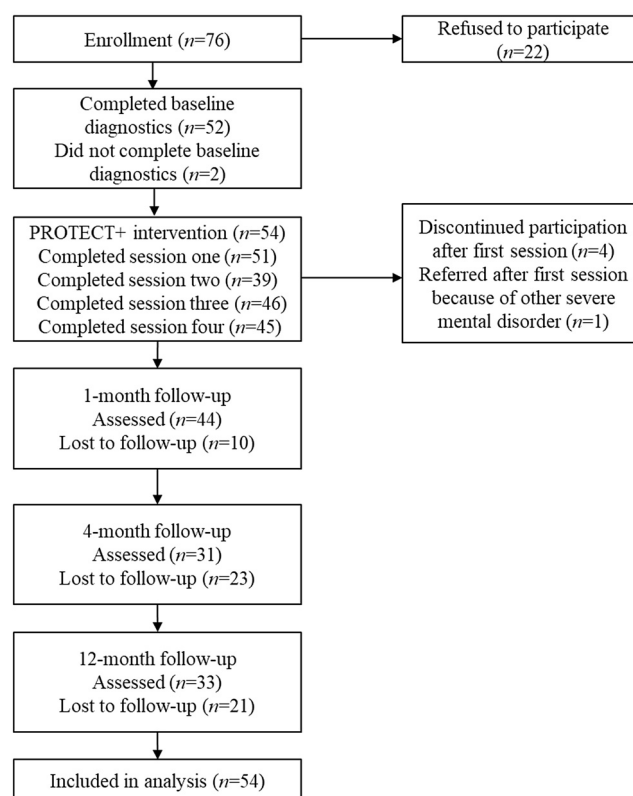 Enrollment (n=76)
Refused to participate
(n=22)
Completed baseline
diagnostics (n=52)
Did not complete baseline
diagnostics (n=2)
PROTECT+ intervention (n=54)
Completed session one (n=51)
Completed session two (n=39)
Completed session three (n=46)
Completed session four (n=45)
Discontinued participation
after first session (n=4)
Referred after first session
because of other severe
mental disorder (n=1)
1-month follow-up
Assessed (n=44)
Lost to follow-up (n=10)
4-month follow-up
Assessed (n=31)
Lost to follow-up (n=23)
12-month follow-up
Assessed (n=33)
Lost to follow-up (n=21)
Included in analysis (n=54)